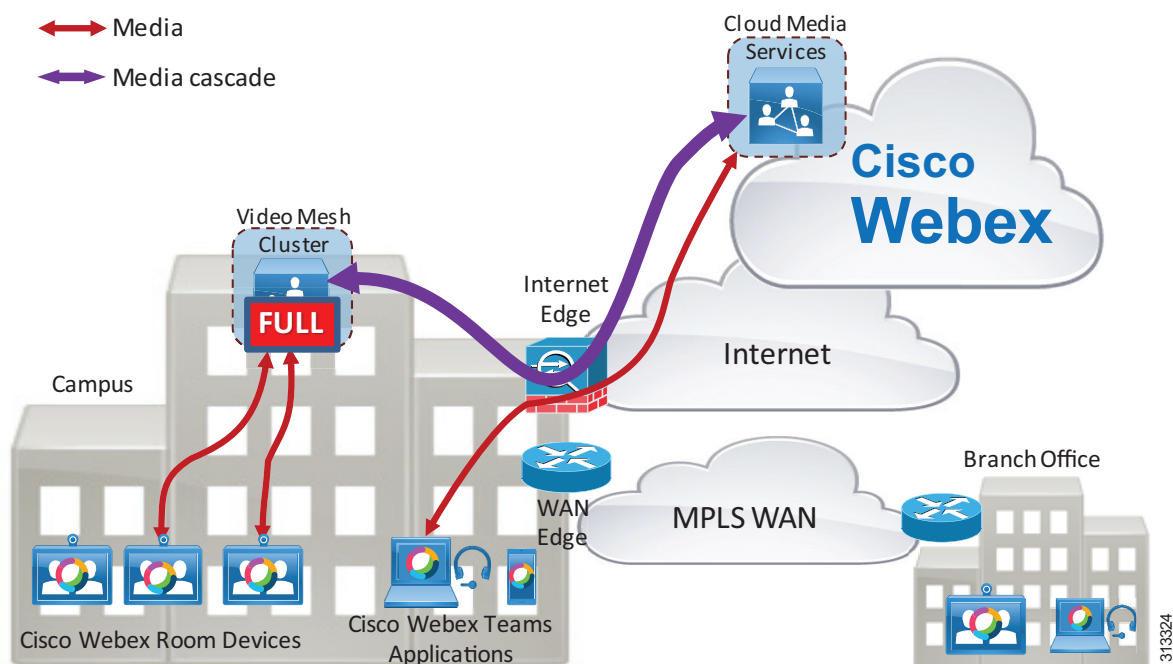 Media
Media cascade
Cloud Media
Services
Cisco
Webex
Video Mesh
Cluster
FULL
Internet
Edge
Internet
Campus
WAN
Edge
MPLS WAN
Branch Office
Cisco Webex Room Devices
Cisco Webex Teams
Applications
313324